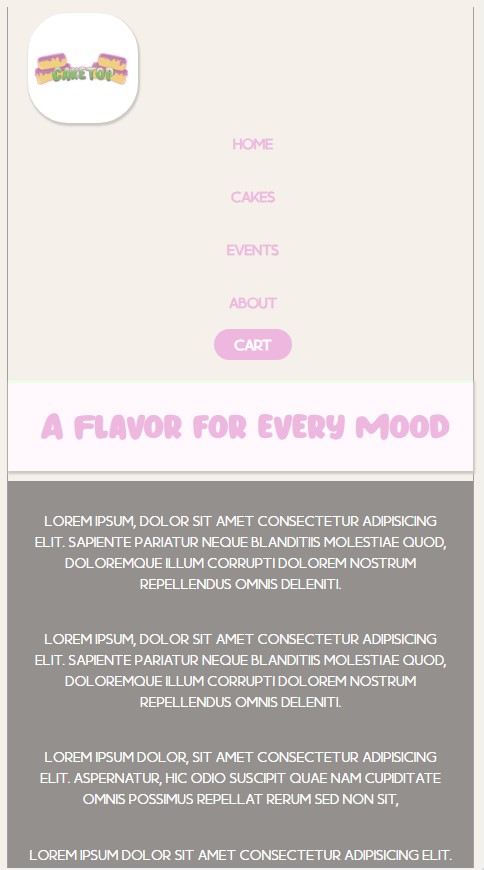 CAKETOP
HOME
CAKES
EVENTS
ABOUT
CART
A FLAVOR FOR EVERY MOOD
LOREM IPSUM, DOLOR SIT AMET CONSECTETUR ADIPISICING
ELIT. SAPIENTE PARIATUR NEQUE BLANDITIIS MOLESTIAE QUOD,
DOLOREMQUE ILLUM CORRUPTI DOLOREM NOSTRUM
REPELLENDUS OMNIS DELENITI.
LOREM IPSUM, DOLOR SIT AMET CONSECTETUR ADIPISICING
ELIT. SAPIENTE PARIATUR NEQUE BLANDITIIS MOLESTIAE QUOD,
DOLOREMQUE ILLUM CORRUPTI DOLOREM NOSTRUM
REPELLENDUS OMNIS DELENITI.
LOREM IPSUM DOLOR, SIT AMET CONSECTETUR ADIPISICING
ELIT. ASPERNATUR, HIC ODIO SUSCIPIT QUAE NAM CUPIDITATE
OMNIS POSSIMUS REPELLAT RERUM SED NON SIT,
LOREM IPSUM DOLOR SIT AMET CONSECTETUR ADIPISICING ELIT.